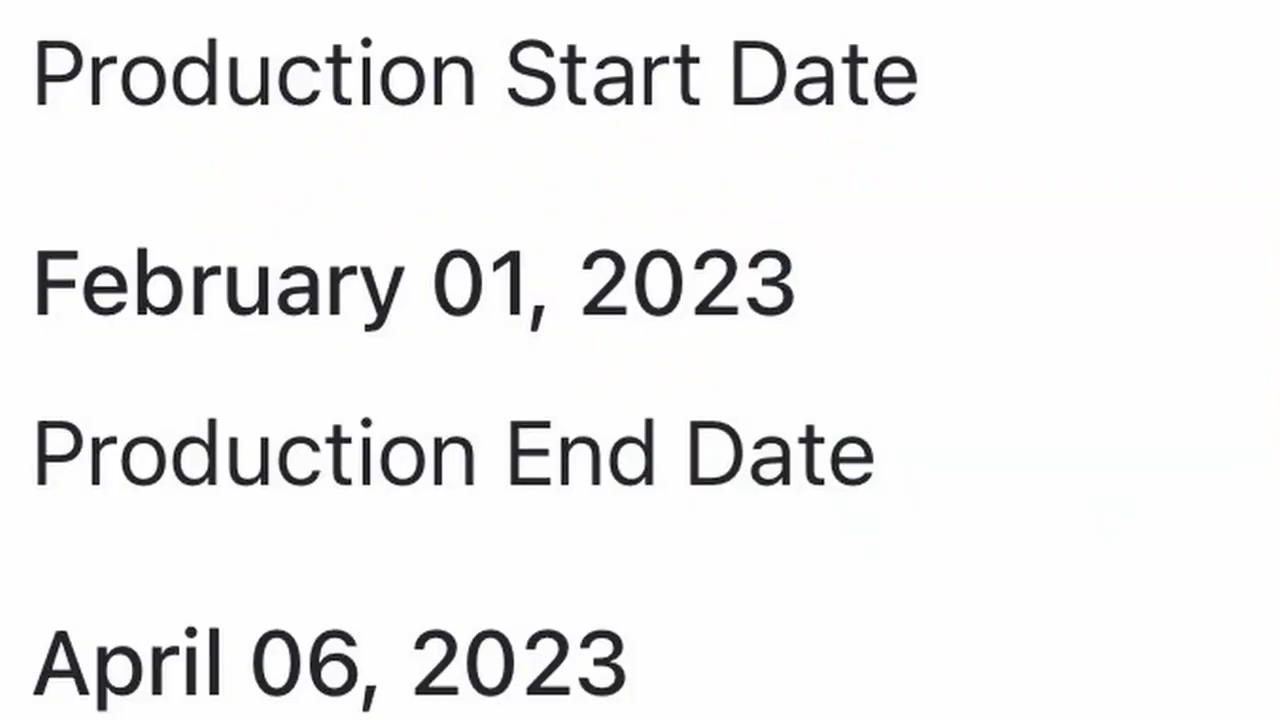 Production Start Date
February 01, 2023
Production End Date
April 06, 2023